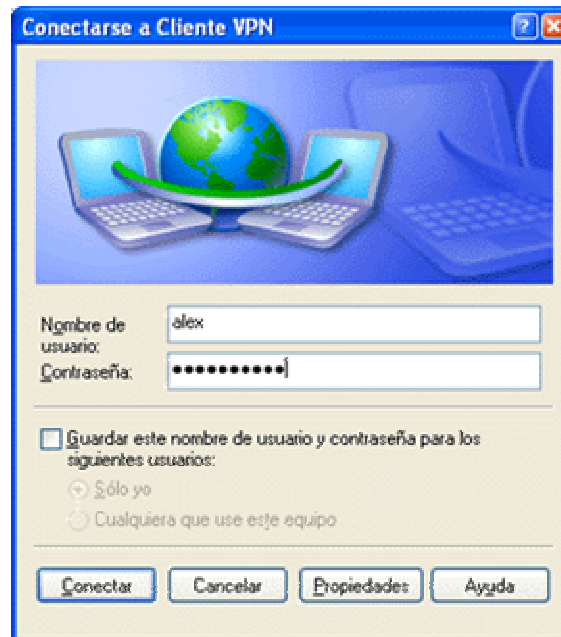 Conectarse a Cliente VPN
Nombre de
usuario:
alex
Contraseña:
●●●●●●●●●●
Guardar este nombre de usuario y contraseña para los
siguientes usuarios:
Sólo yo
Cualquiera que use este equipo
Conectar Cancelar Propiedades Ayuda